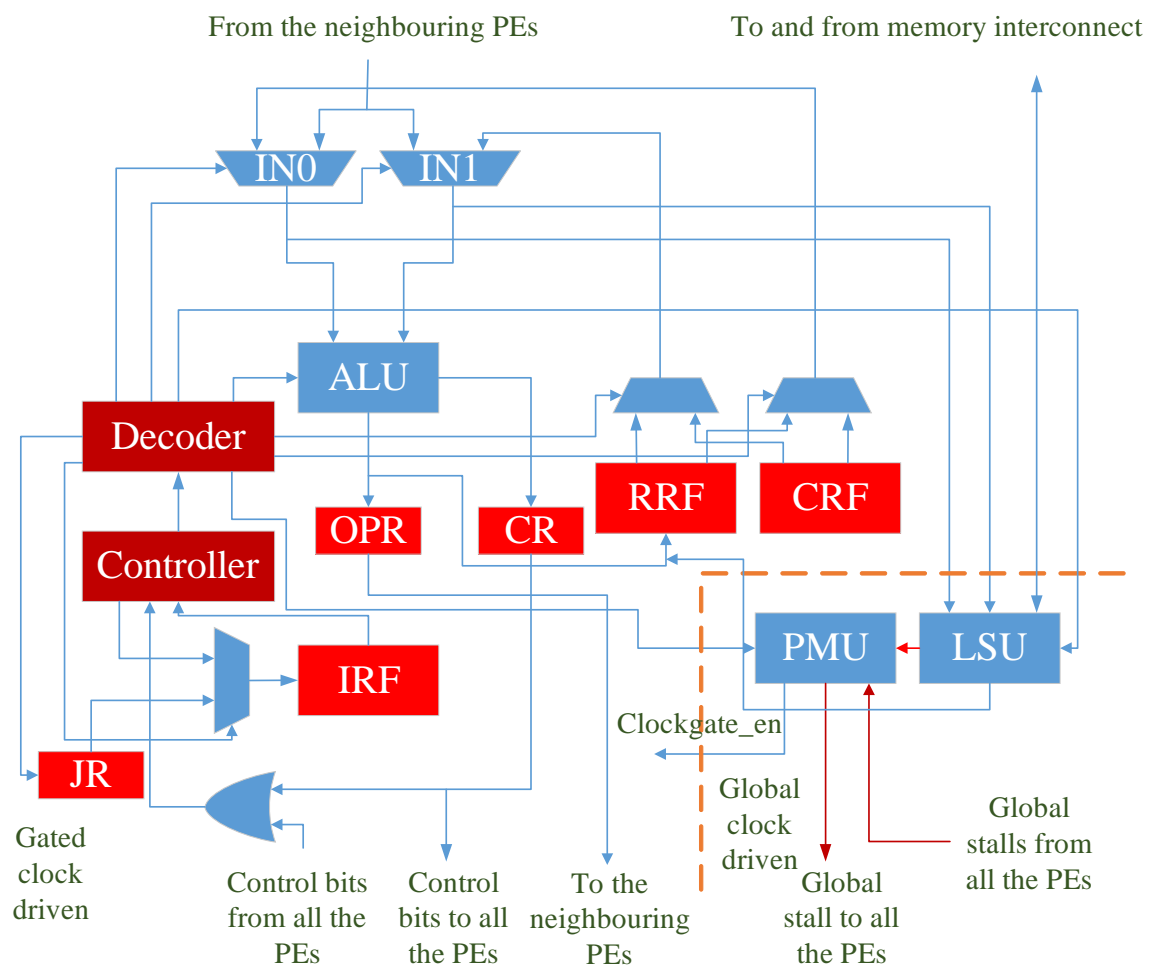 From the neighbouring PEs
To and from memory interconnect
IN0
IN1
ALU
Decoder
RRF
CRF
OPR
CR
Controller
PMU
LSU
IRF
Clockgate_en
JR
Gated
clock
driven
Global
clock
driven
Global
stalls from
all the PEs
Control bits
from all the
PEs
Control
bits to all
the PEs
To the
neighbouring
PEs
Global
stall to all
the PEs